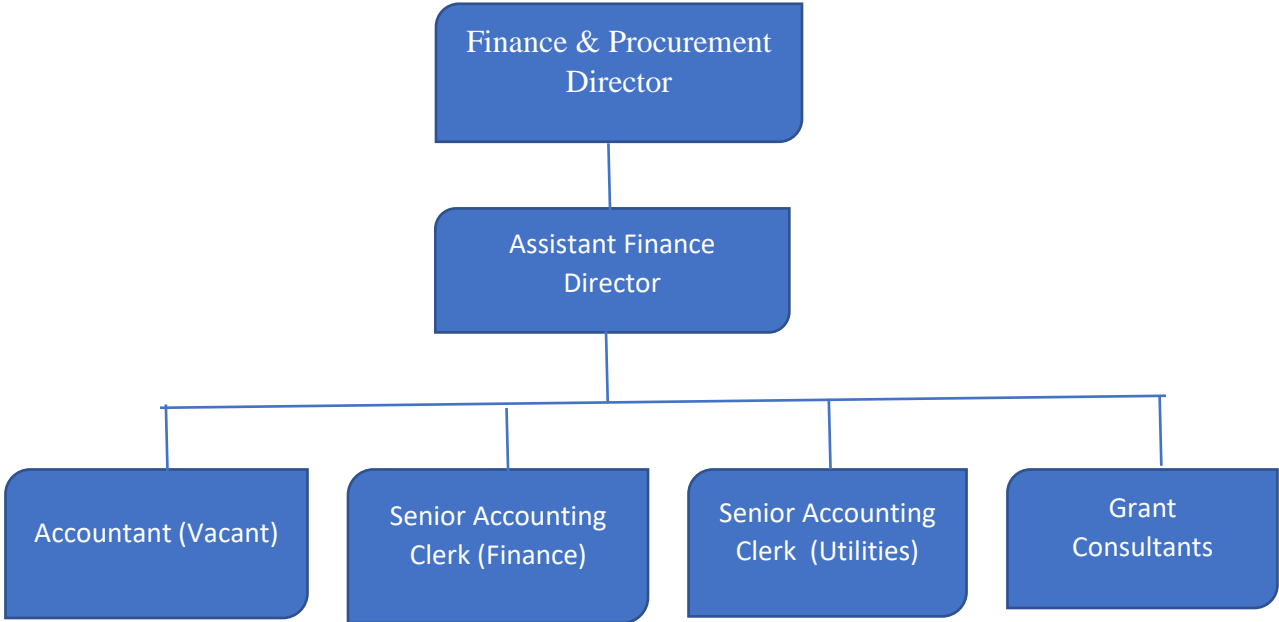 Finance & Procurement
Director
Assistant Finance
Director
Accountant (Vacant)
Senior Accounting
Clerk (Finance)
Senior Accounting
Clerk  (Utilities)
Grant
Consultants